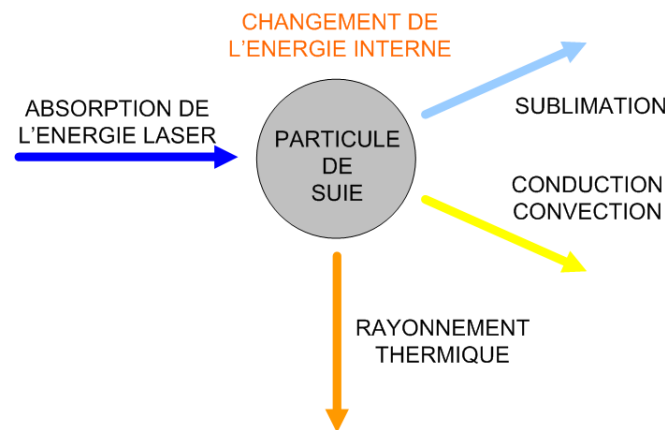 CHANGEMENT DE
L'ENERGIE INTERNE
ABSORPTION DE
L'ENERGIE LASER
PARTICULE
DE
SUIE
SUBLIMATION
CONDUCTION
CONVECTION
RAYONNEMENT
THERMIQUE